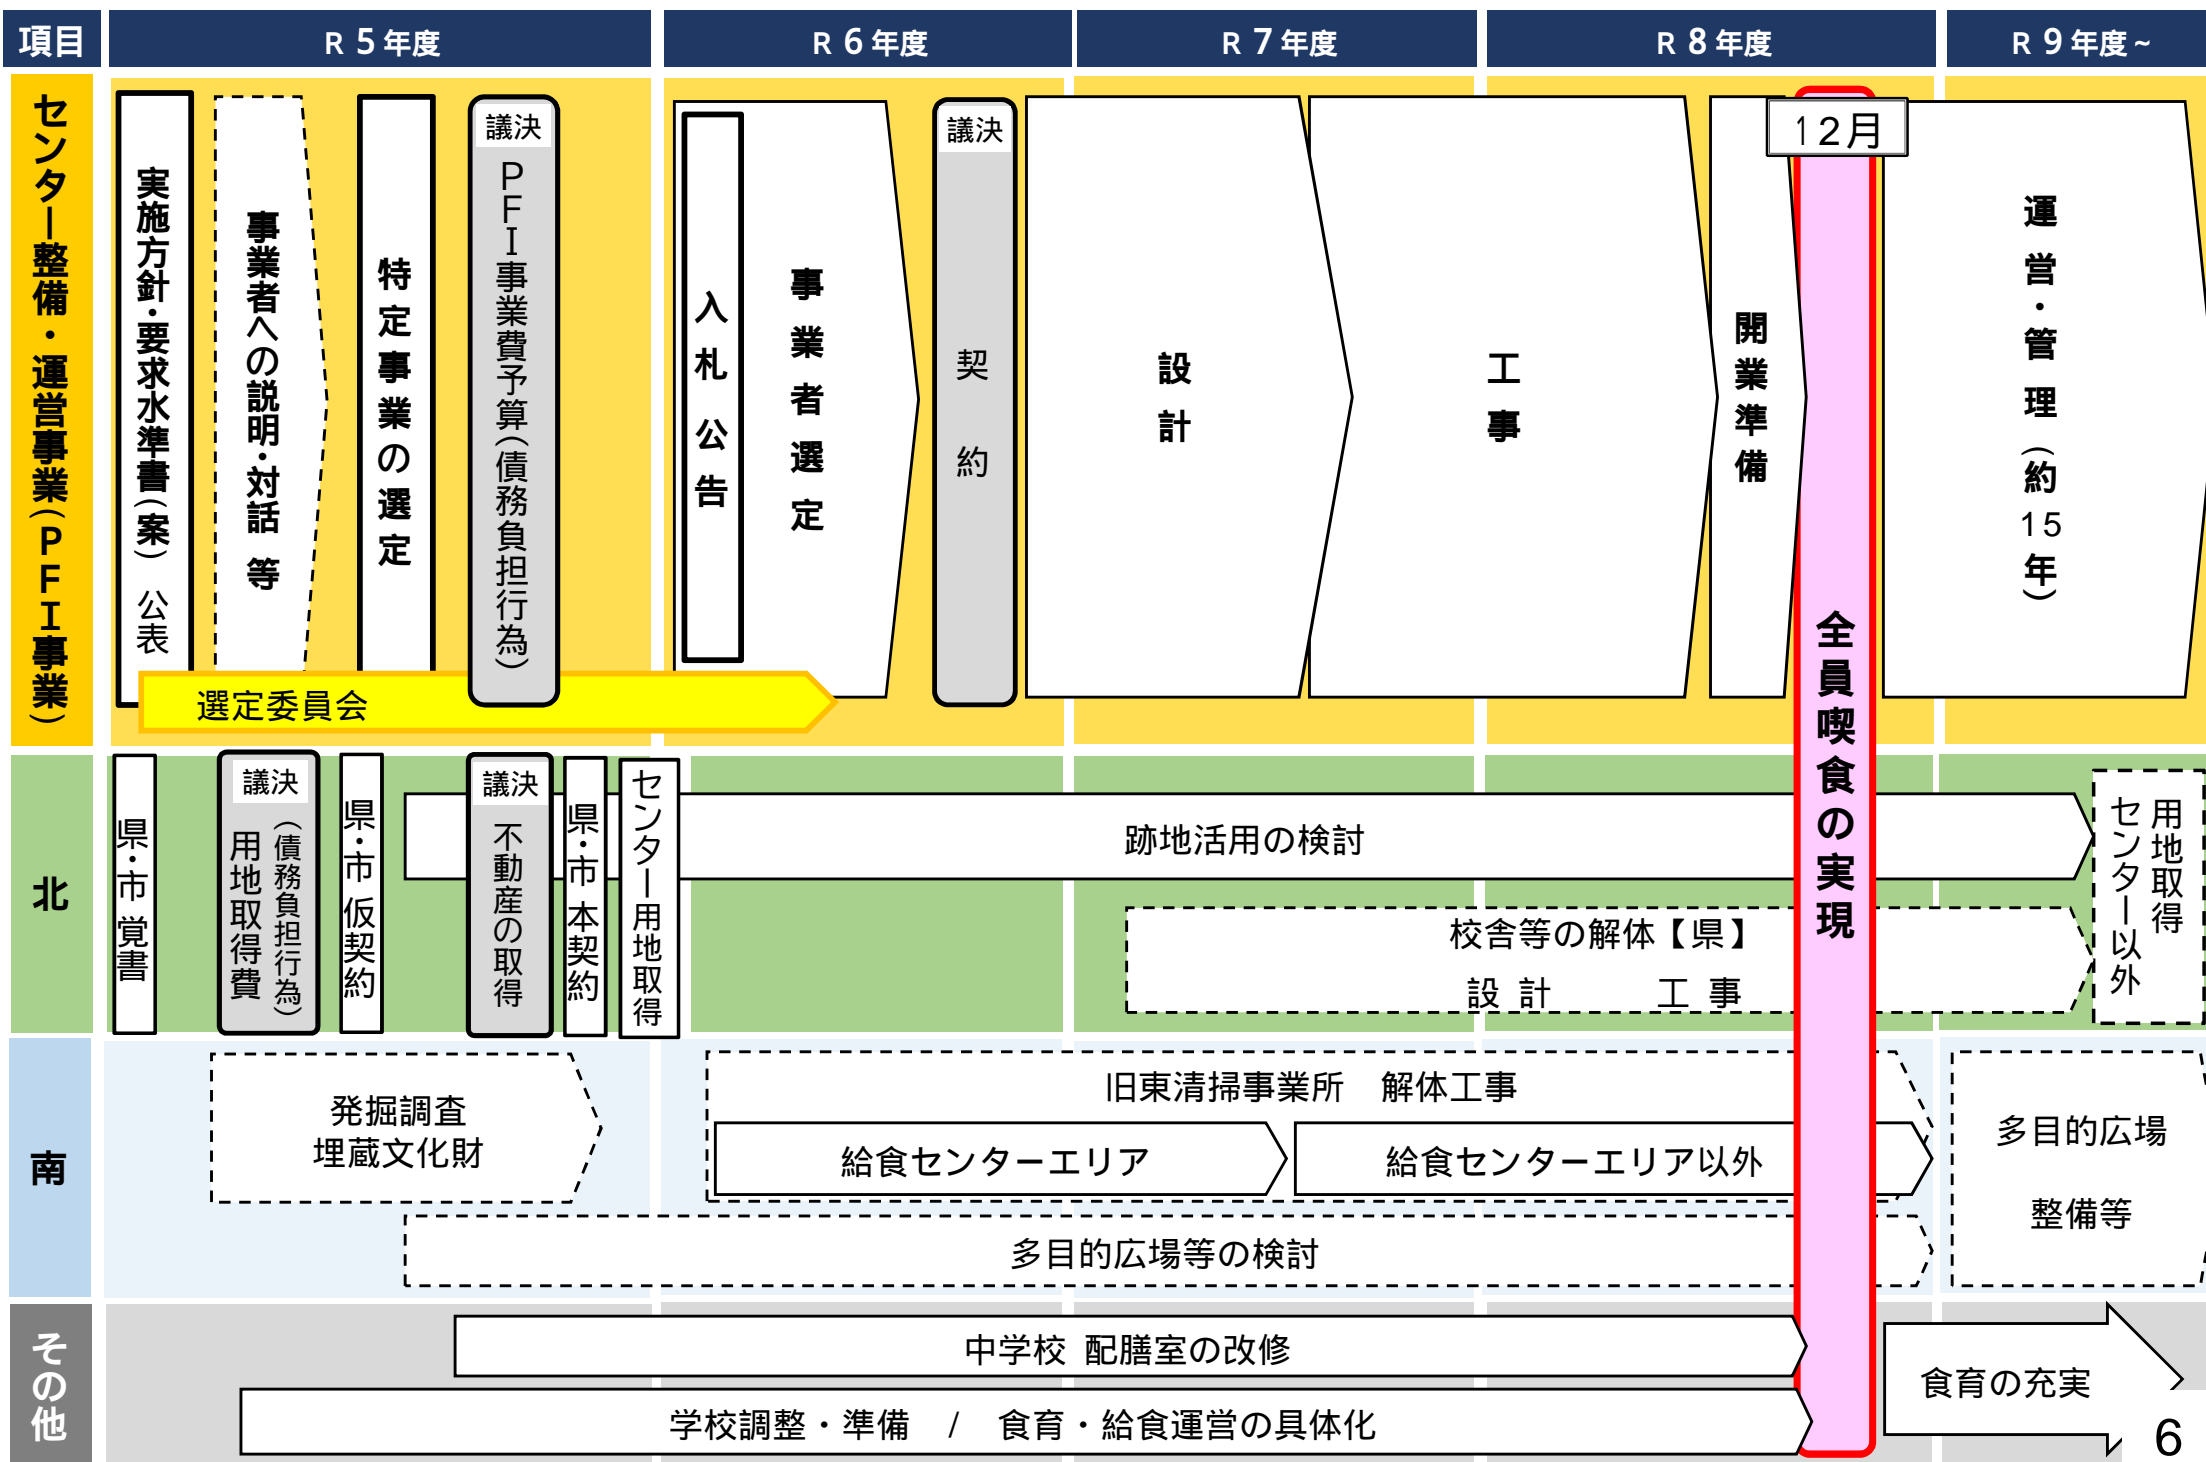 項目
R 5 年度
R 6 年度
R 7 年度
R 8 年度
R 9 年度～
センター整備・運営事業(PFI事業)
実施方針・要求水準書(案) 公表
事業者への説明・対話 等
特定事業の選定
議決
PFI事業費予算(債務負担行為)
入札公告
事業者選定
議決
契約
設計
工事
開業準備
12月
全員喫食の実現
運営・管理(約15年)
選定委員会
北
県・市 覚書
議決
用地取得費
(債務負担行為)
県・市 仮契約
議決
不動産の取得
県・市 本契約
センター用地取得
跡地活用の検討
校舎等の解体【県】
設計 工事
用地取得
センター以外
南
発掘調査
埋蔵文化財
旧東清掃事業所 解体工事
給食センターエリア
給食センターエリア以外
多目的広場等の検討
多目的広場
整備等
その他
中学校 配膳室の改修
学校調整・準備 / 食育・給食運営の具体化
食育の充実
6